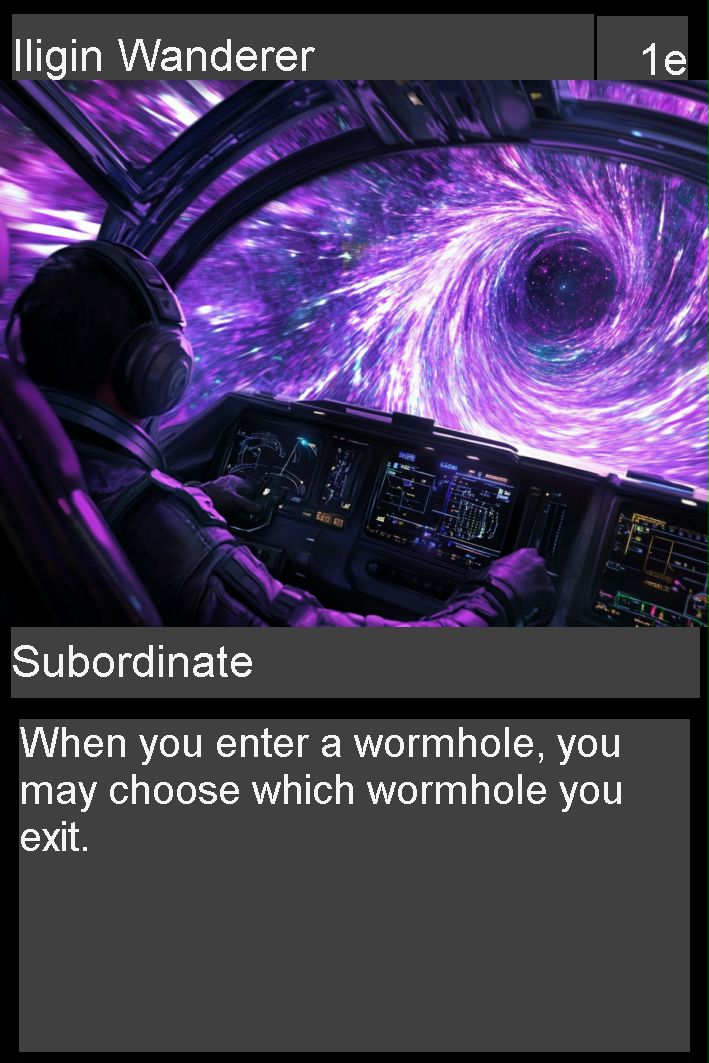 Iligin Wanderer
1e
Subordinate
When you enter a wormhole, you
may choose which wormhole you
exit.